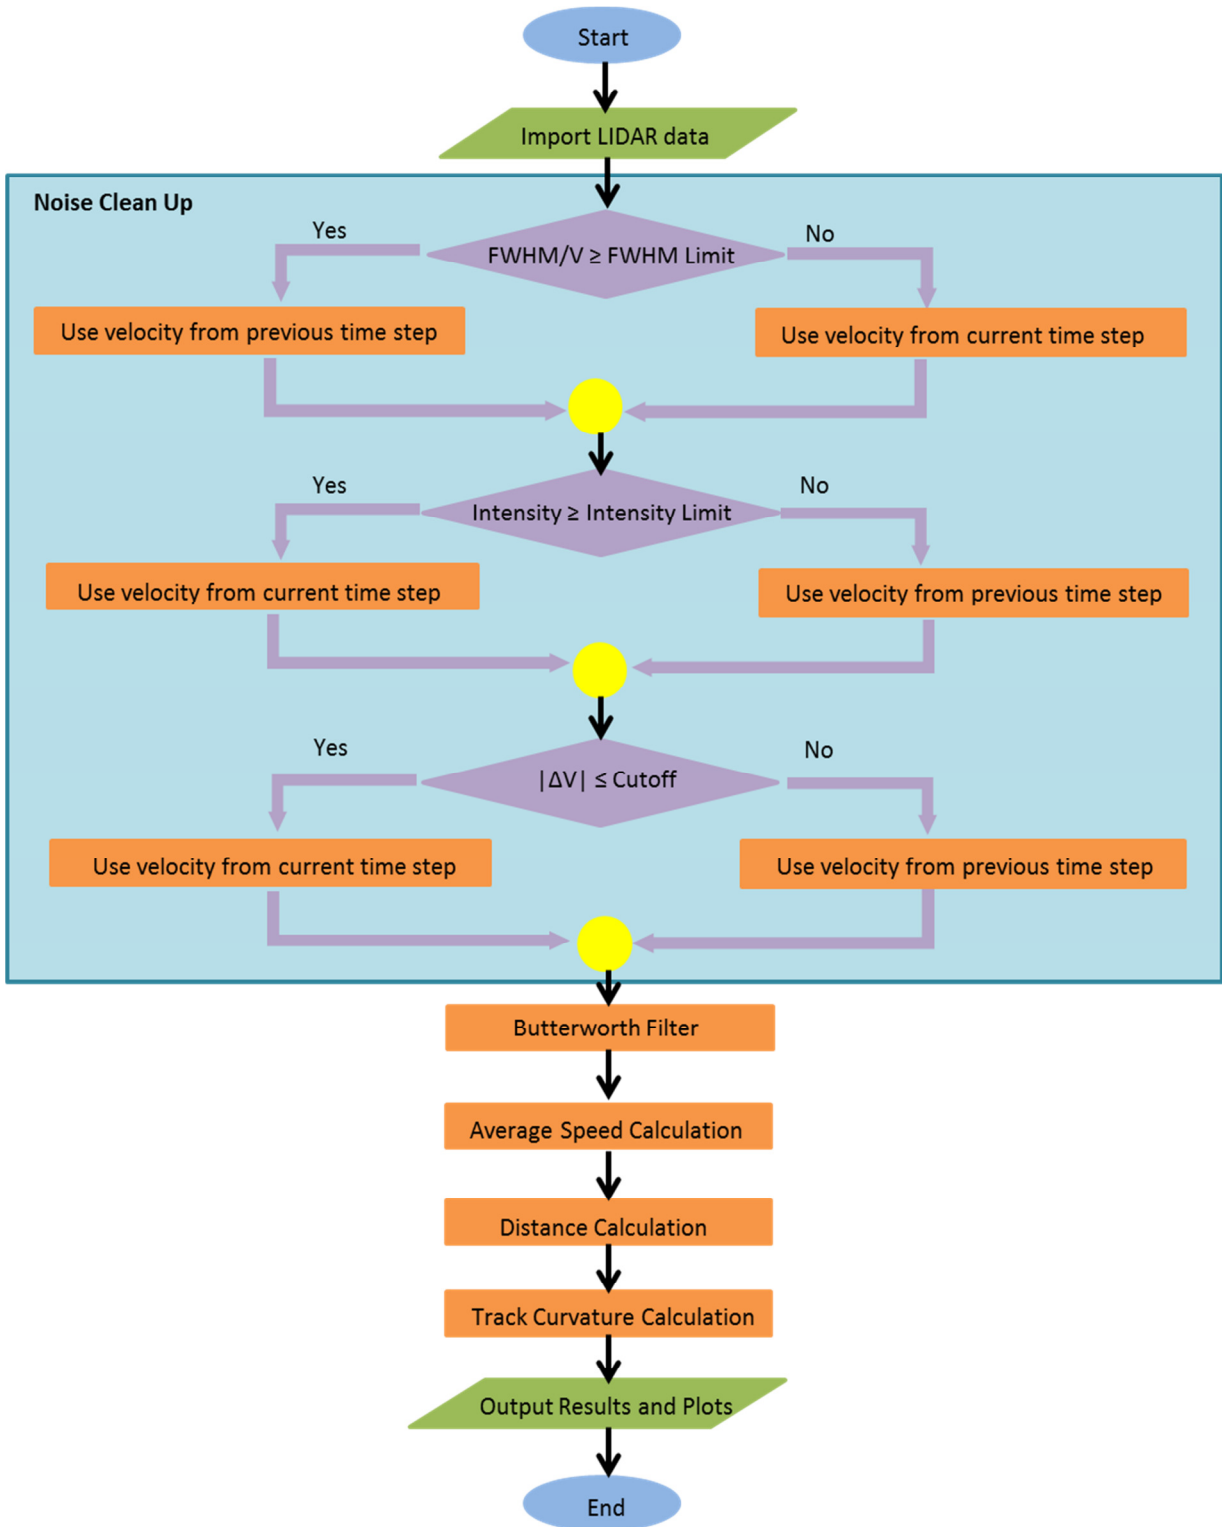 Start
Import LIDAR data
Noise Clean Up
Yes
No
FWHM/V ≥ FWHM Limit
Use velocity from previous time step
Use velocity from current time step
Yes
No
Intensity ≥ Intensity Limit
Use velocity from current time step
Use velocity from previous time step
Yes
No
|ΔV| ≤ Cutoff
Use velocity from current time step
Use velocity from previous time step
Butterworth Filter
Average Speed Calculation
Distance Calculation
Track Curvature Calculation
Output Results and Plots
End